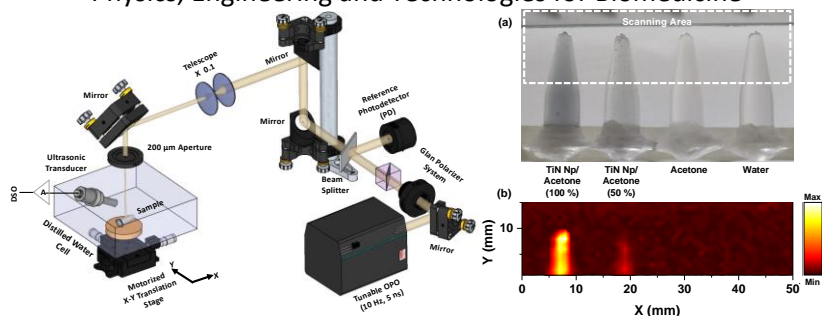 Physics, Engineering and Technologies for Biomedicine
Mirror
Telescope
X 0.1
Mirror
200 µm Aperture
Ultrasonic
Transducer
DSO
A
Sample
Distilled Water
Cell
Motorized
X-Y Translation
Stage
Y
X
Mirror
Reference
Photodetector
(PD)
Beam
Splitter
Glan Polarizer
System
Mirror
Tunable OPO
(10 Hz, 5 ns)
(a)
Scanning Area
TiN Np/
Acetone
(100 %)
TiN Np/
Acetone
(50 %)
Acetone
Water
(b)
Y (mm)
10
0
10
20
30
40
50
X (mm)
Max
Min